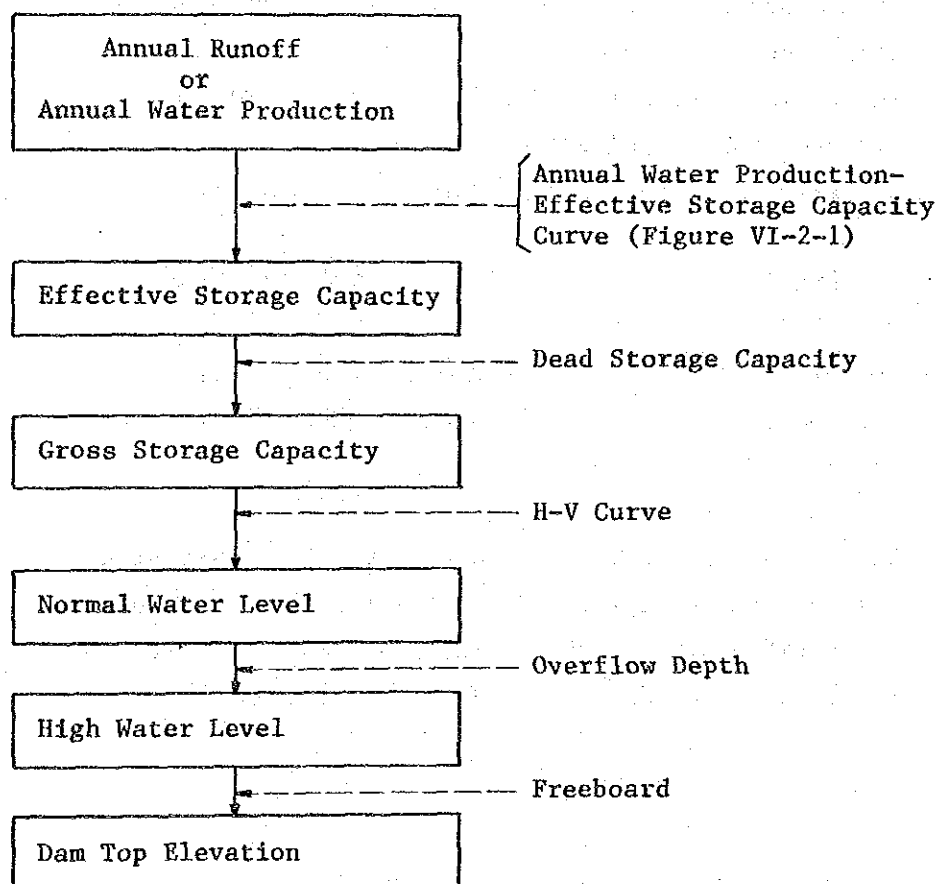 Annual Runoff
or
Annual Water Production
Annual Water Production-
Effective Storage Capacity
Curve (Figure VI-2-1)
Effective Storage Capacity
Dead Storage Capacity
Gross Storage Capacity
H-V Curve
Normal Water Level
Overflow Depth
High Water Level
Freeboard
Dam Top Elevation